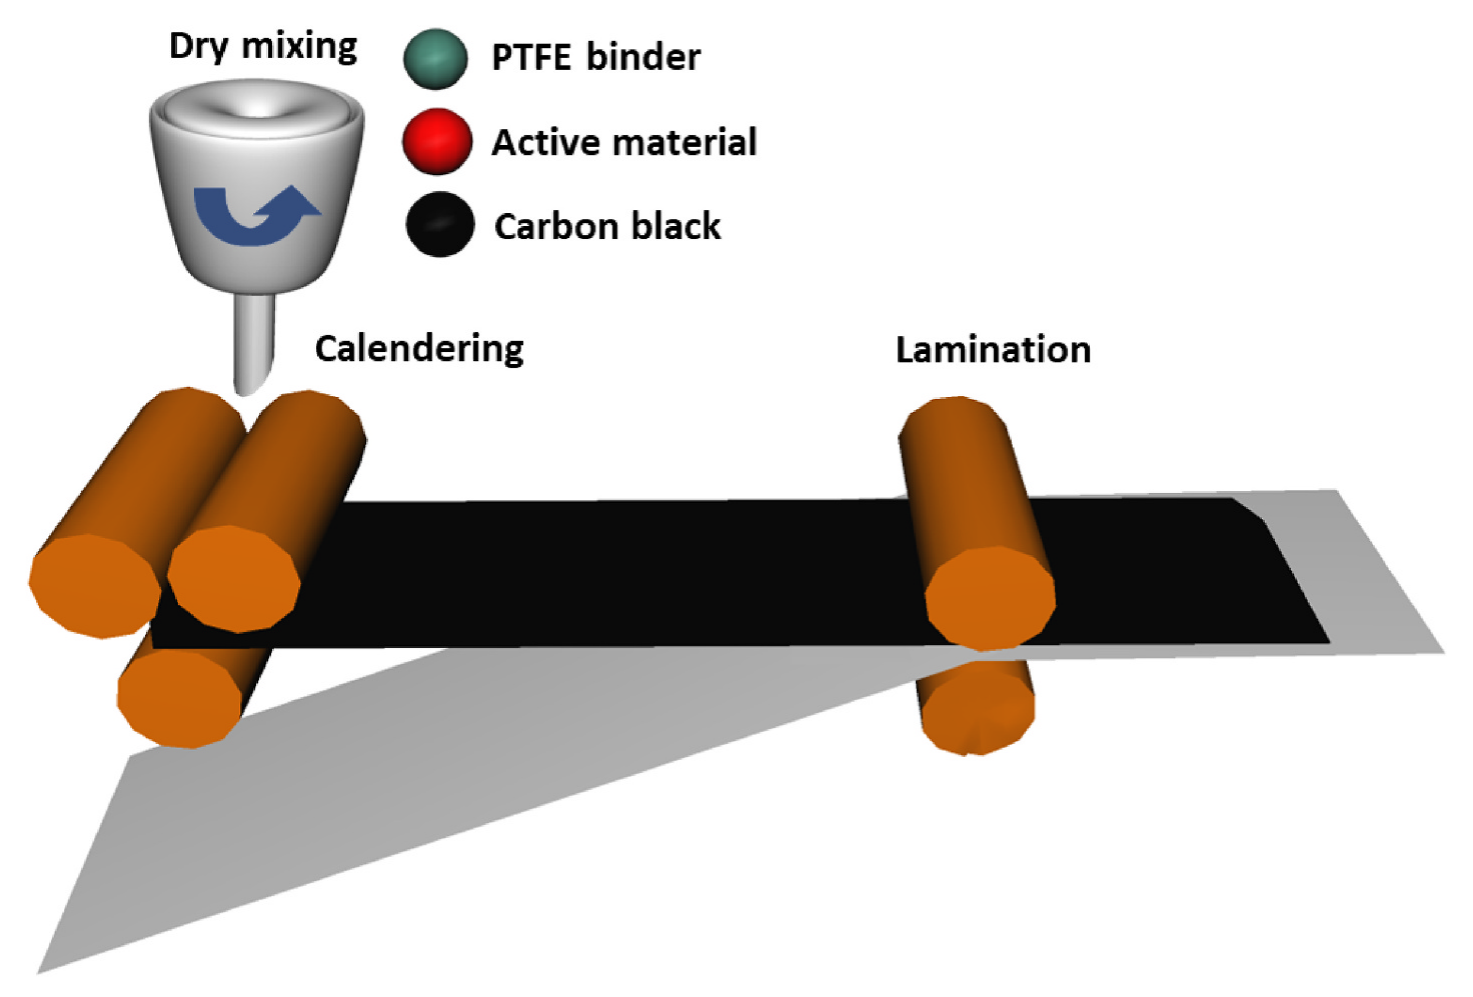 Dry mixing
PTFE binder
Active material
Carbon black
Calendering
Lamination